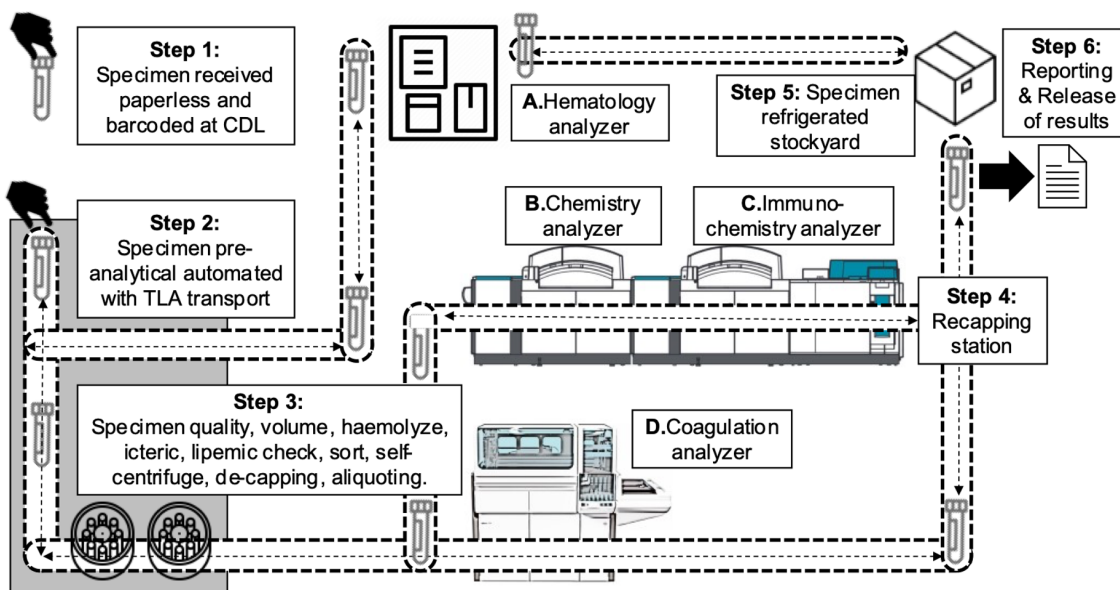 Step 1:
Specimen received
paperless and
barcoded at CDL
A.Hematology
analyzer
Step 5: Specimen
refrigerated
stockyard
Step 6:
Reporting
& Release
of results
Step 2:
Specimen pre-
analytical automated
with TLA transport
B.Chemistry
analyzer
C.Immuno-
chemistry analyzer
Step 4:
Recapping
station
Step 3:
Specimen quality, volume, haemolyze,
icteric, lipemic check, sort, self-
centrifuge, de-capping, aliquoting.
D.Coagulation
analyzer